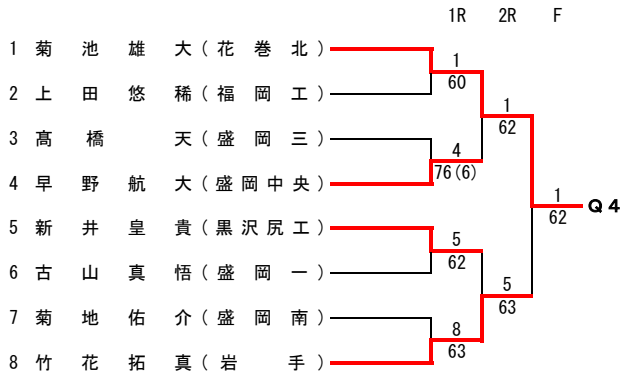 1R 2R F
1 菊池雄大(花巻北)
1
60
2 上田悠稀(福岡工)
1
62
3 髙橋天(盛岡三)
4
76(6)
4 早野航大(盛岡中央)
1
62
Q4
5 新井皇貴(黒沢尻工)
5
62
6 古山真悟(盛岡一)
5
63
7 菊地佑介(盛岡南)
8
63
8 竹花拓真(岩手)